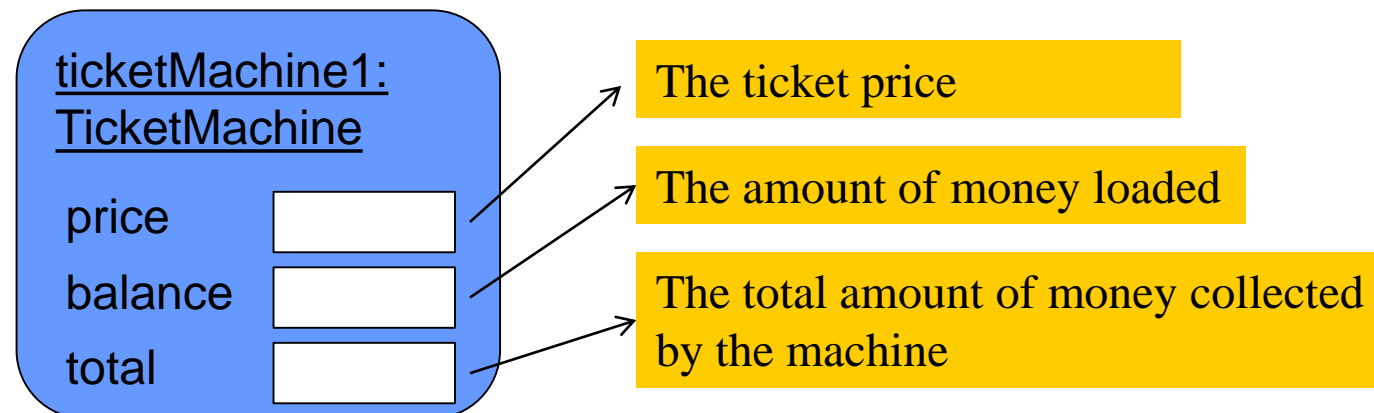 ticketMachine1:
TicketMachine
price
balance
total
The ticket price
The amount of money loaded
The total amount of money collected
by the machine